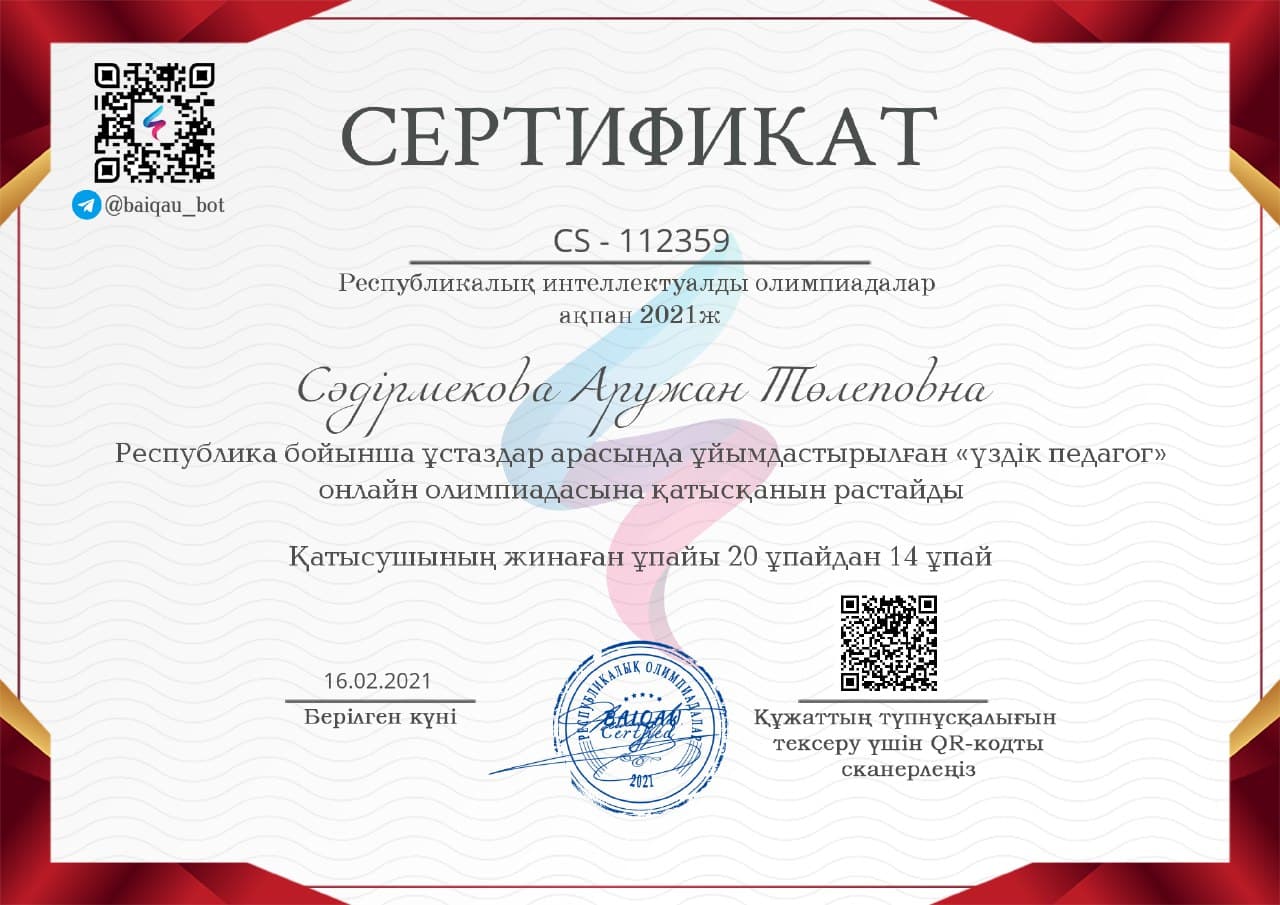 СЕРТИФИКАТ
@baiqau_bot
CS - 112359
Республикалық интеллектуалды олимпиадалар
ақпан 2021ж
Сәдірмекова Аружан Төлеповна
Республика бойынша ұстаздар арасында ұйымдастырылған «үздік педагог»
онлайн олимпиадасына қатысқанын растайды
Қатысушының жинаған ұпайы 20 ұпайдан 14 ұпай
16.02.2021
Берілген күні
РЕСПУБЛИКАЛЫК ОЛИМПИАДАЛАР
BAIQAU
Certified
2021
Құжаттың түпнұсқалығын
тексеру үшін QR-кодты
сканерлеңіз